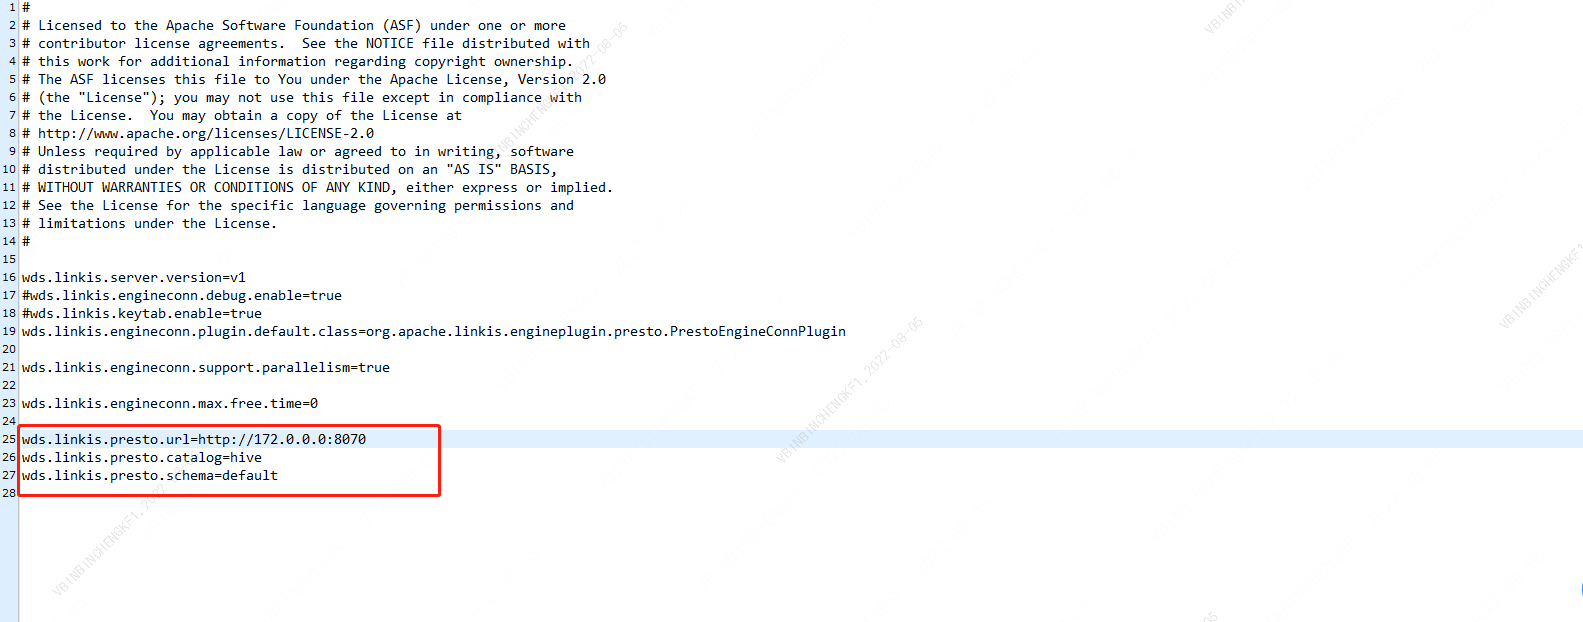 1 #
2 # Licensed to the Apache Software Foundation (ASF) under one or more
3 # contributor license agreements.  See the NOTICE file distributed with
4 # this work for additional information regarding copyright ownership.
5 # The ASF licenses this file to You under the Apache License, Version 2.0
6 # (the "License"); you may not use this file except in compliance with
7 # the License.  You may obtain a copy of the License at
8 # http://www.apache.org/licenses/LICENSE-2.0
9 # Unless required by applicable law or agreed to in writing, software
10 # distributed under the License is distributed on an "AS IS" BASIS,
11 # WITHOUT WARRANTIES OR CONDITIONS OF ANY KIND, either express or implied.
12 # See the License for the specific language governing permissions and
13 # limitations under the License.
14 #
15
16 wds.linkis.server.version=v1
17 #wds.linkis.engineconn.debug.enable=true
18 #wds.linkis.keytab.enable=true
19 wds.linkis.engineconn.plugin.default.class=org.apache.linkis.engineplugin.presto.PrestoEngineConnPlugin
20
21 wds.linkis.engineconn.support.parallelism=true
22
23 wds.linkis.engineconn.max.free.time=0
24
25 wds.linkis.presto.url=http://172.0.0.0:8070
26 wds.linkis.presto.catalog=hive
27 wds.linkis.presto.schema=default
28
VBINBINCHENGKF1, 2022-08-05